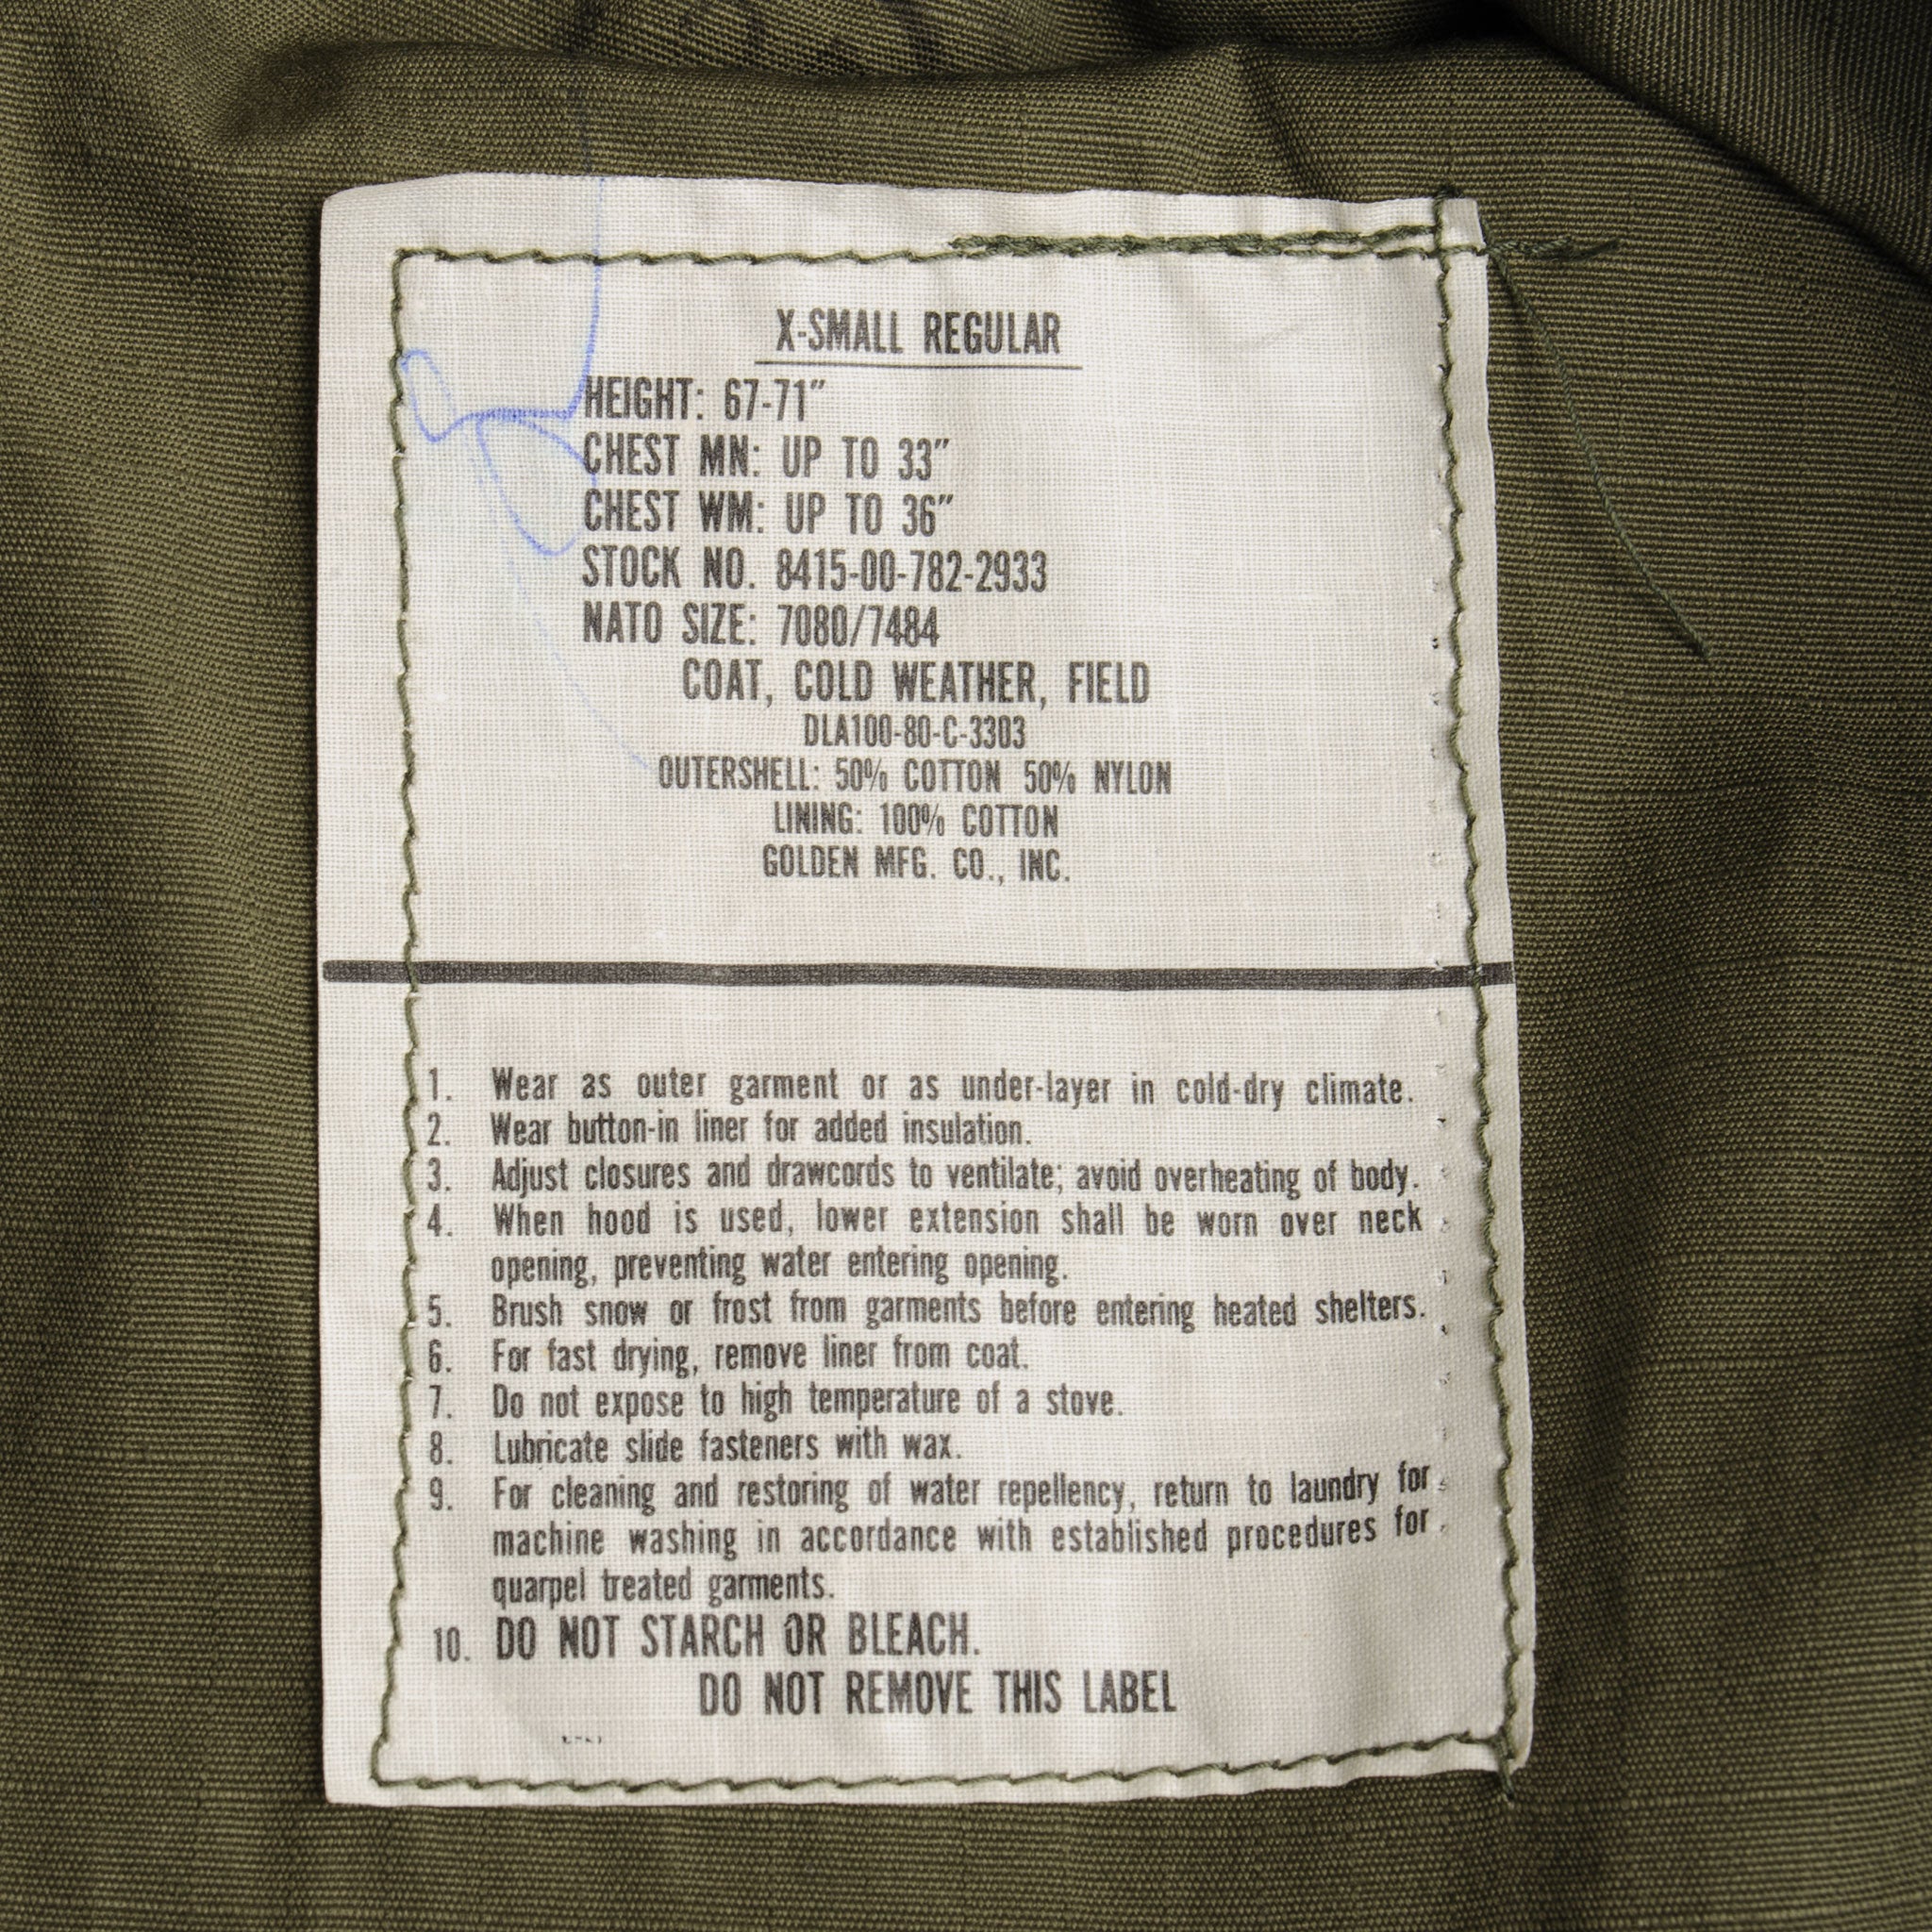 X-SMALL REGULAR
HEIGHT: 67-71"
CHEST MN: UP TO 33"
CHEST WM: UP TO 36"
STOCK NO. 8415-00-782-2933
NATO SIZE: 7080/7484
COAT, COLD WEATHER, FIELD
DLA100-80-C-3303
OUTERSHELL: 50% COTTON 50% NYLON
LINING: 100% COTTON
GOLDEN MFG. CO., INC.
1. Wear as outer garment or as under-layer in cold-dry climate.
2. Wear button-in liner for added insulation.
3. Adjust closures and drawcords to ventilate; avoid overheating of body.
4. When hood is used, lower extension shall be worn over neck
opening, preventing water entering opening.
5. Brush snow or frost from garments before entering heated shelters.
6. For fast drying, remove liner from coat.
7. Do not expose to high temperature of a stove.
8. Lubricate slide fasteners with wax.
9. For cleaning and restoring of water repellency, return to laundry for
machine washing in accordance with established procedures for
quarpel treated garments.
10. DO NOT STARCH OR BLEACH.
DO NOT REMOVE THIS LABEL